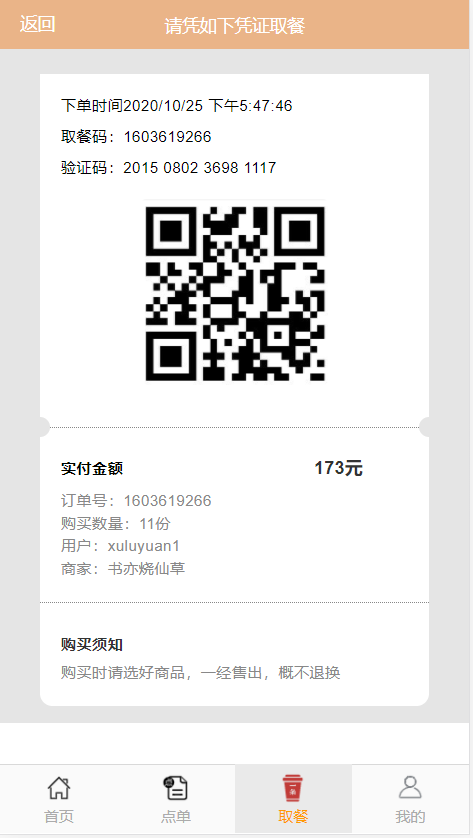 返回
请凭如下凭证取餐
下单时间2020/10/25 下午5:47:46
取餐码：1603619266
验证码：2015 0802 3698 1117
实付金额 173元
订单号：1603619266
购买数量：11份
用户：xuluyuan1
商家：书亦烧仙草
购买须知
购买时请选好商品，一经售出，概不退换
首页 点单 取餐 我的